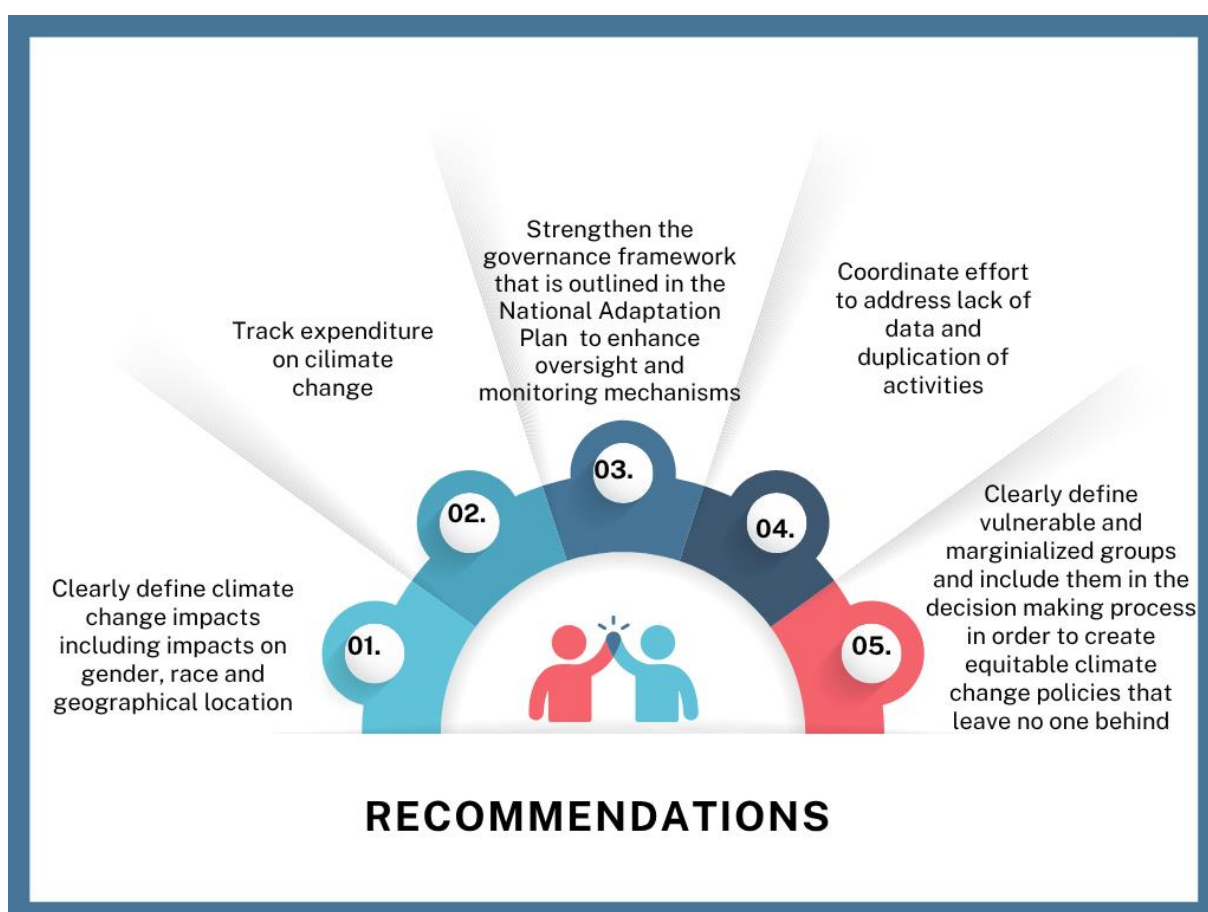 01.
Clearly define climate
change impacts
including impacts on
gender, race and
geographical location
02.
Track expenditure
on cilimate
change
03.
Strengthen the
governance framework
that is outlined in the
National Adaptation
Plan to enhance
oversight and
monitoring mechanisms
04.
Coordinate effort
to address lack of
data and
duplication of
activities
05.
Clearly define
vulnerable and
marginialized groups
and include them in the
decision making process
in order to create
equitable climate
change policies that
leave no one behind
RECOMMENDATIONS